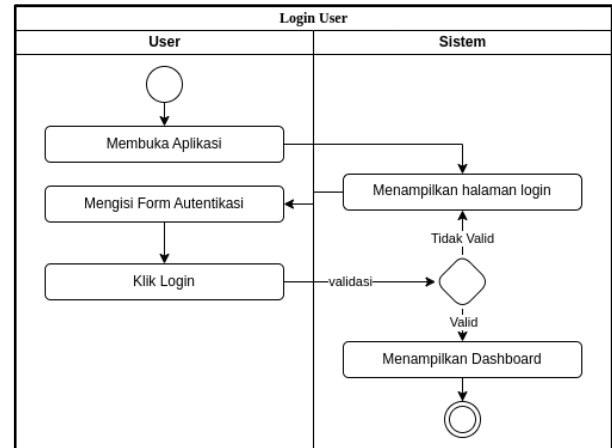 Login User
User
Sistem
Membuka Aplikasi
Menampilkan halaman login
Mengisi Form Autentikasi
Tidak Valid
Klik Login
validasi
Valid
Menampilkan Dashboard